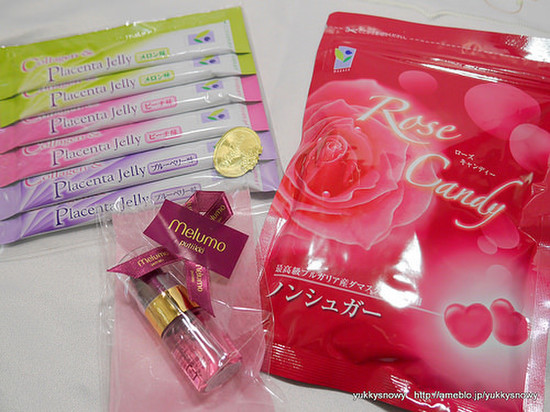 Collagen &
Placenta Jelly メロン味
Placenta Jelly メロン味
Placenta Jelly ピーチ味
Placenta Jelly ピーチ味
Placenta Jelly ブルーベリー味
Placenta Jelly ブルーベリー味
melumo
putiikki
melumo
Rose
Candy
ローズ
キャンディー
最高級ブルガリア産ダマス
ノンシュガー
yukkysnowy http://ameblo.jp/yukkysnowy